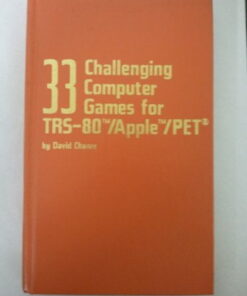 33 Challenging
Computer
Games for
TRS-80™/Apple™/PET®
by David Chance